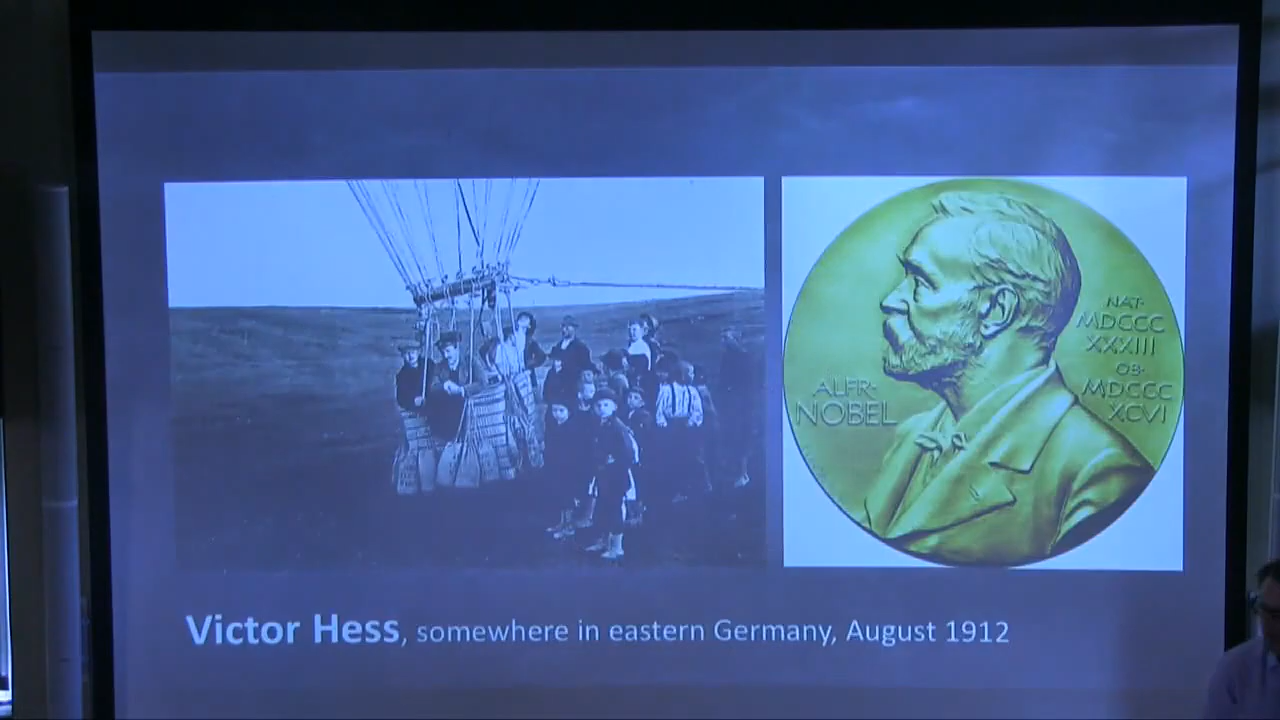 ALFR·
NOBEL
NAT·
MDCCC
XXXIII
OB·
MDCCC
XCVI
Victor Hess, somewhere in eastern Germany, August 1912